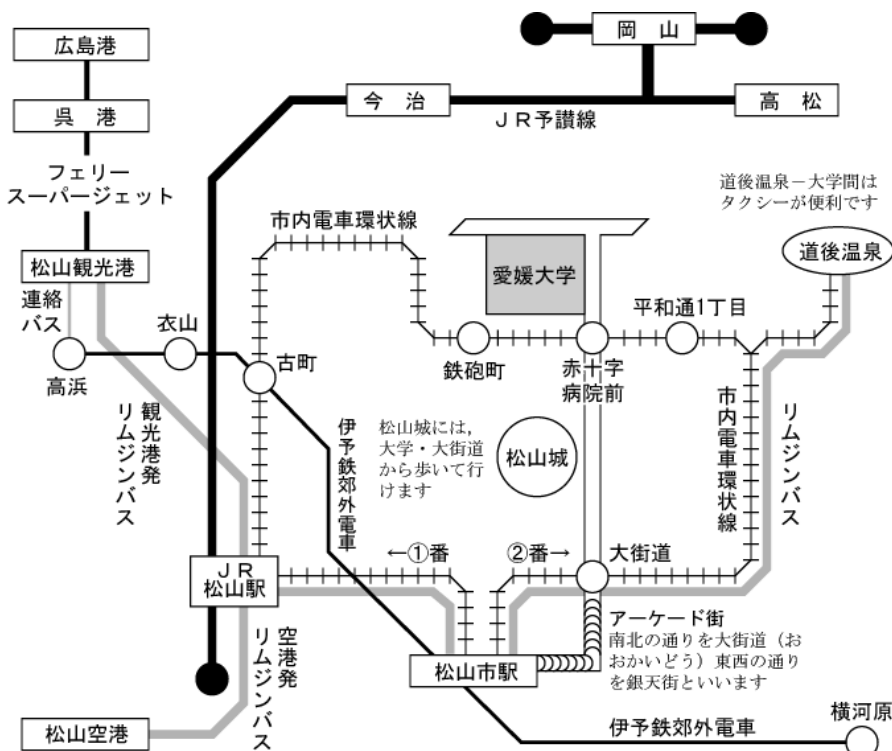 広島港
岡山
呉港
今治
高松
JR予讃線
フェリー
スーパージェット
道後温泉－大学間は
タクシーが便利です
市内電車環状線
松山観光港
愛媛大学
道後温泉
連絡
バス
衣山
平和通1丁目
高浜
古町
鉄砲町
赤十字
病院前
観光港発
リムジンバス
伊予鉄郊外電車
松山城には，
大学・大街道
から歩いて行
けます
松山城
市内電車環状線
リムジンバス
←①番
②番→
大街道
JR
松山駅
アーケード街
南北の通りを大街道（お
おかいどう）東西の通り
を銀天街といいます
空港発
リムジンバス
松山市駅
松山空港
伊予鉄郊外電車
横河原